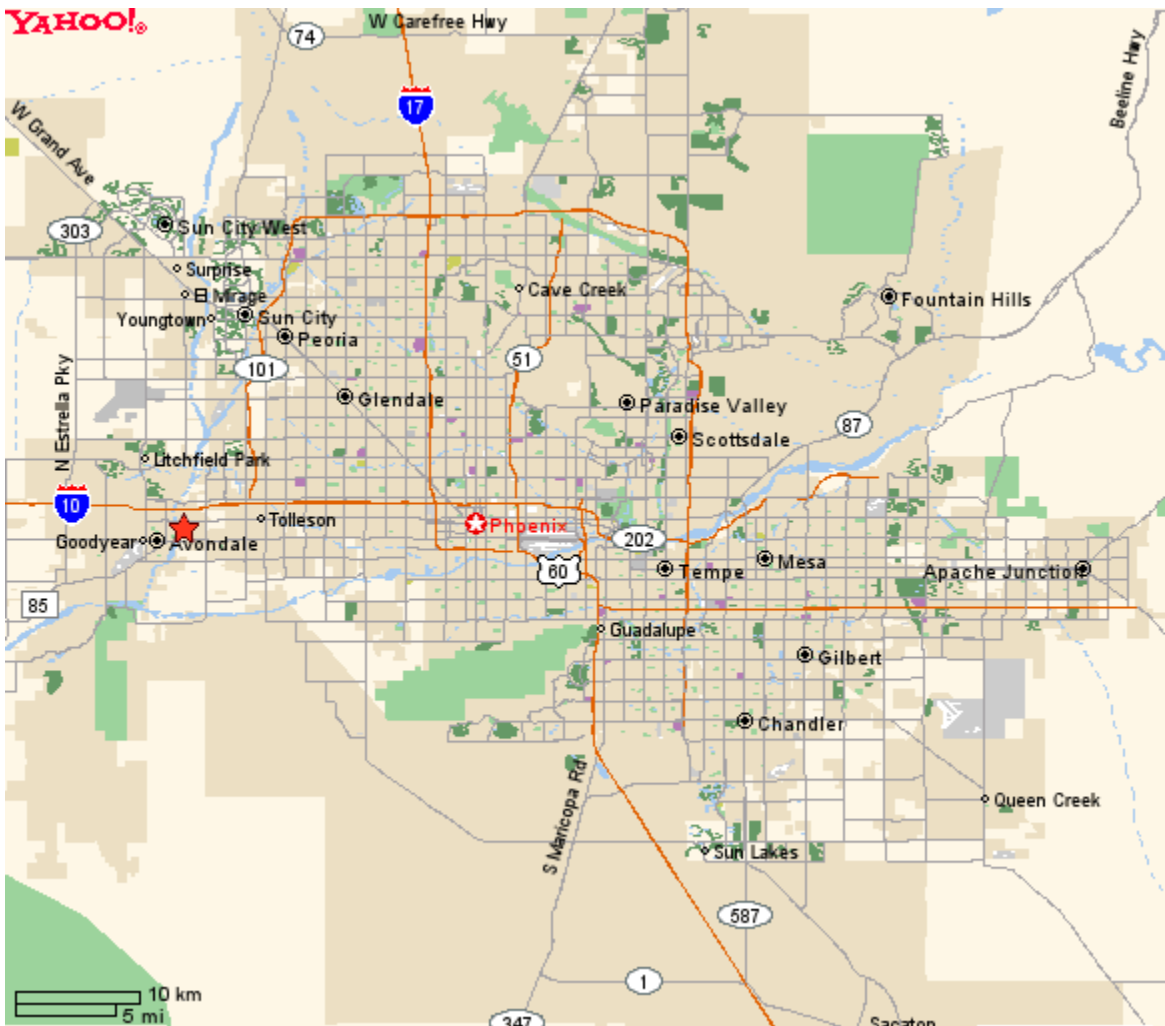 YAHOO!®
W Carefree Hwy
74
17
Beeline Hwy
W Grand Ave
303
Sun City West
Surprise
El Mirage
Cave Creek
Fountain Hills
Youngtown
Sun City
Peoria
51
101
N Estrella Pky
Glendale
Paradise Valley
87
Scottsdale
Litchfield Park
10
Tolleson
Phoenix
Goodyear
Avondale
202
60
Tempe
Mesa
Apache Junction
85
Guadalupe
Gilbert
Chandler
S Maricopa Rd
Queen Creek
Sun Lakes
587
1
10 km
5 mi
347
Sacaton